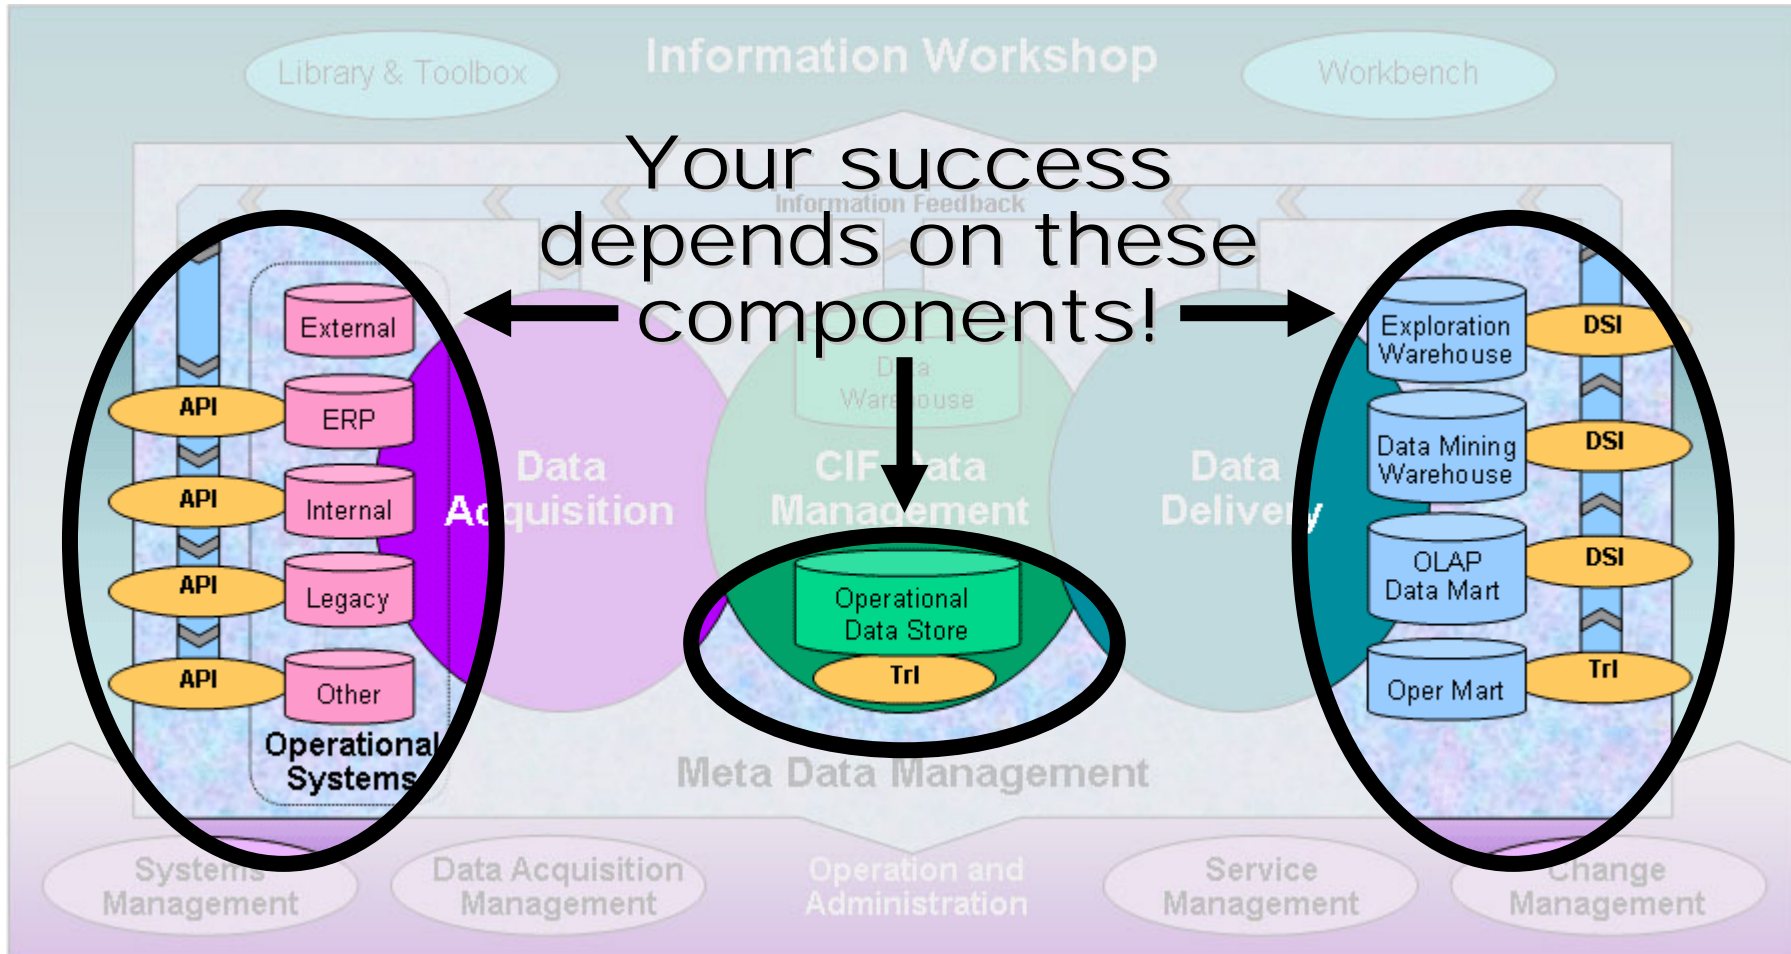 Information Workshop
Library & Toolbox
Workbench
Your success
Information Feedback
depends on these
components!
External
ERP
Internal
Legacy
Other
API
API
API
API
Operational
Systems
Data
Acquisition
Data
Warehouse
CIF Data
Management
Operational
Data Store
TrI
Data
Delivery
Exploration
Warehouse
Data Mining
Warehouse
OLAP
Data Mart
Oper Mart
DSI
DSI
DSI
TrI
Meta Data Management
Systems
Management
Data Acquisition
Management
Operation and
Administration
Service
Management
Change
Management